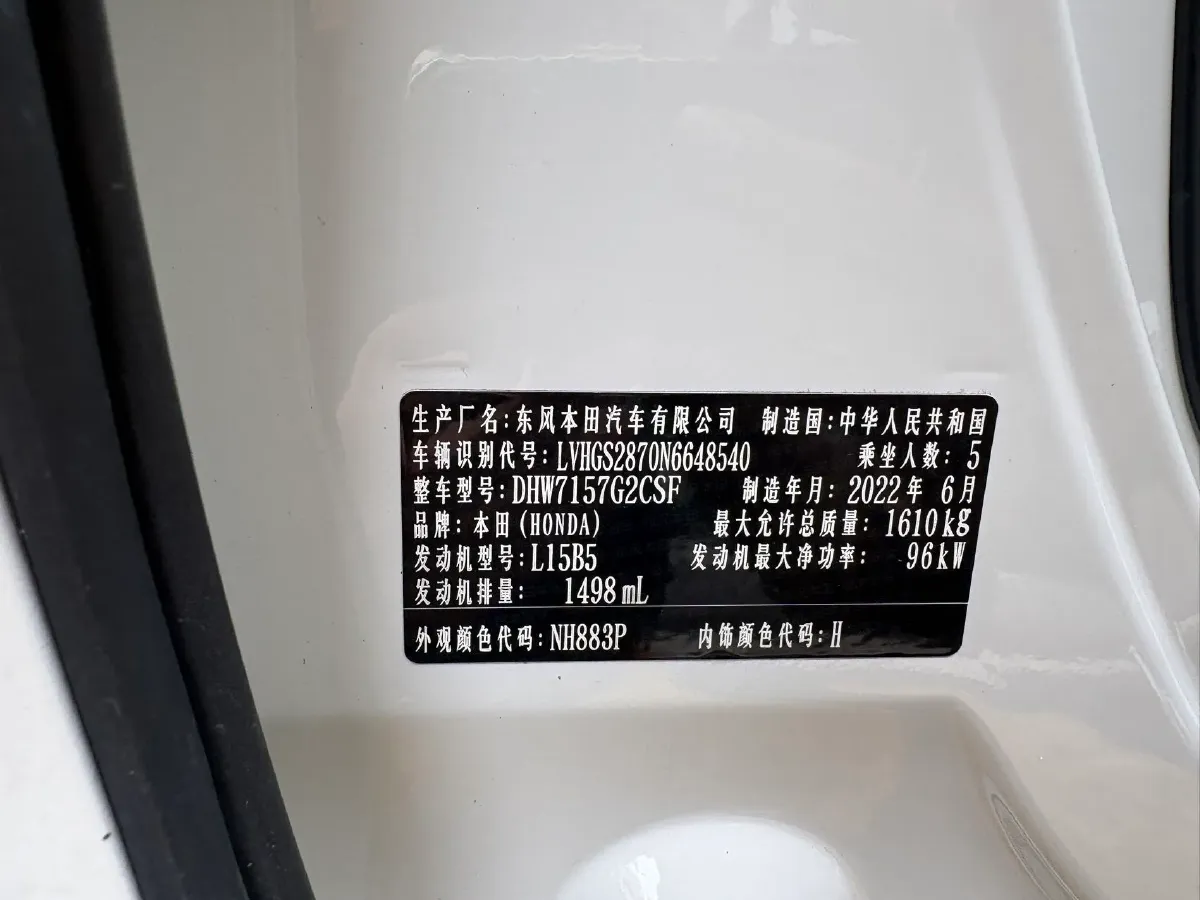 生产厂名:东风本田汽车有限公司 制造国:中华人民共和国
车辆识别代号:LVHGS2870N6648540 乘坐人数:5
整车型号:DHW7157G2CSF 制造年月:2022年 6月
品牌:本田(HONDA) 最大允许总质量:1610kg
发动机型号:L15B5 发动机最大净功率: 96kW
发动机排量: 1498mL
外观颜色代码:NH883P 内饰颜色代码:H